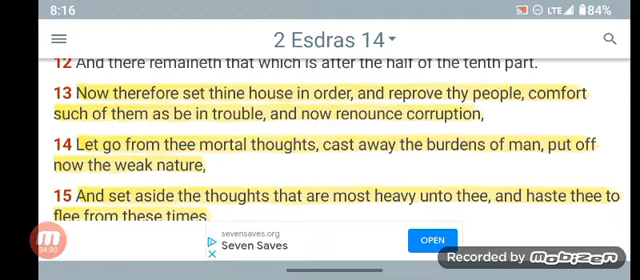 8:16
LTE 84%
2 Esdras 14
12 And there remaineth that which is after the half of the tenth part.
13 Now therefore set thine house in order, and reprove thy people, comfort
such of them as be in trouble, and now renounce corruption,
14 Let go from thee mortal thoughts, cast away the burdens of man, put off
now the weak nature,
15 And set aside the thoughts that are most heavy unto thee, and haste thee to
flee from these times
sevensaves.org
Seven Saves
OPEN
04:30
Recorded by
Mobizen